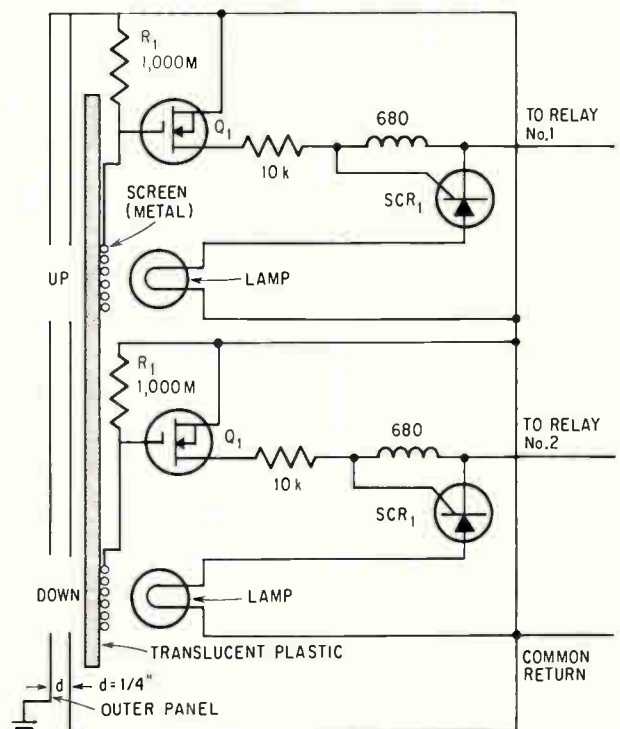 R1
1,000M
Q1
680
TO RELAY
No.1
10 k
SCREEN
(METAL)
SCR1
UP
LAMP
R1
1,000M
Q1
680
TO RELAY
No.2
10 k
SCR1
DOWN
LAMP
TRANSLUCENT PLASTIC
COMMON
RETURN
d d=1/4"
OUTER PANEL